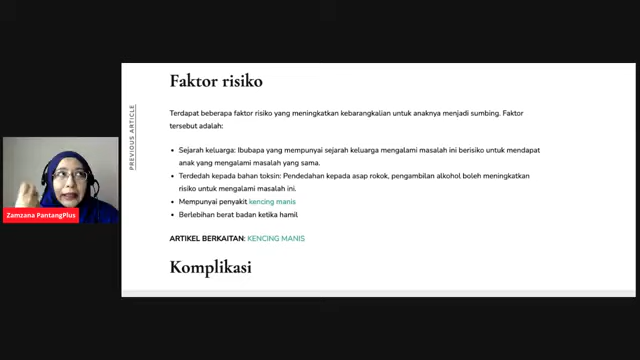 Faktor risiko
PREVIOUS ARTICLE
Terdapat beberapa faktor risiko yang meningkatkan kebarangkalian untuk anaknya menjadi sumbing. Faktor
tersebut adalah:
• Sejarah keluarga: Ibubapa yang mempunyai sejarah keluarga mengalami masalah ini berisiko untuk mendapat
anak yang mengalami masalah yang sama.
• Terdedah kepada bahan toksin: Pendedahan kepada asap rokok, pengambilan alkohol boleh meningkatkan
risiko untuk mengalami masalah ini.
• Mempunyai penyakit kencing manis
• Berlebihan berat badan ketika hamil
Zamzana PantangPlus
ARTIKEL BERKAITAN: KENCING MANIS
Komplikasi